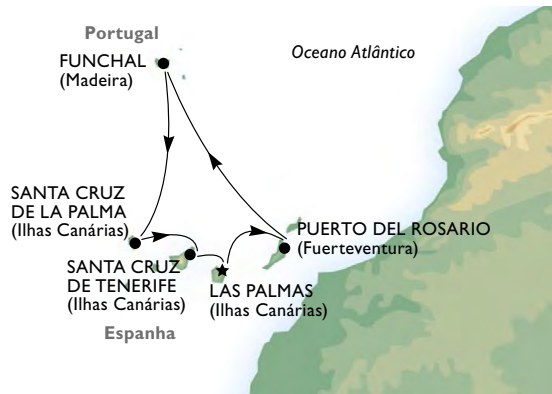 Portugal
FUNCHAL
(Madeira)
Oceano Atlântico
SANTA CRUZ
DE LA PALMA
(Ilhas Canárias)
SANTA CRUZ
DE TENERIFE
(Ilhas Canárias)
LAS PALMAS
(Ilhas Canárias)
PUERTO DEL ROSARIO
(Fuerteventura)
Espanha